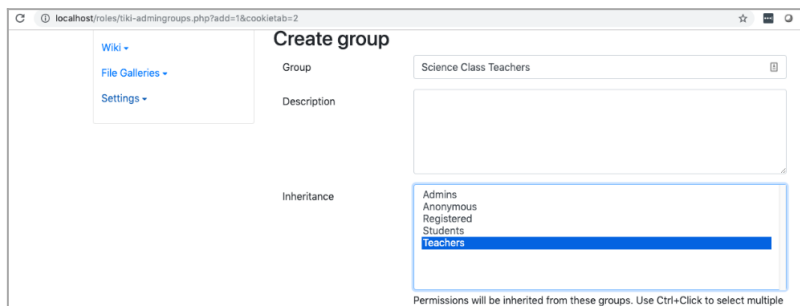 localhost/roles/tiki-admingroups.php?add=1&cookietab=2
Create group
Wiki
Group
Science Class Teachers
File Galleries
Settings
Description
Inheritance
Admins
Anonymous
Registered
Students
Teachers
Permissions will be inherited from these groups. Use Ctrl+Click to select multiple